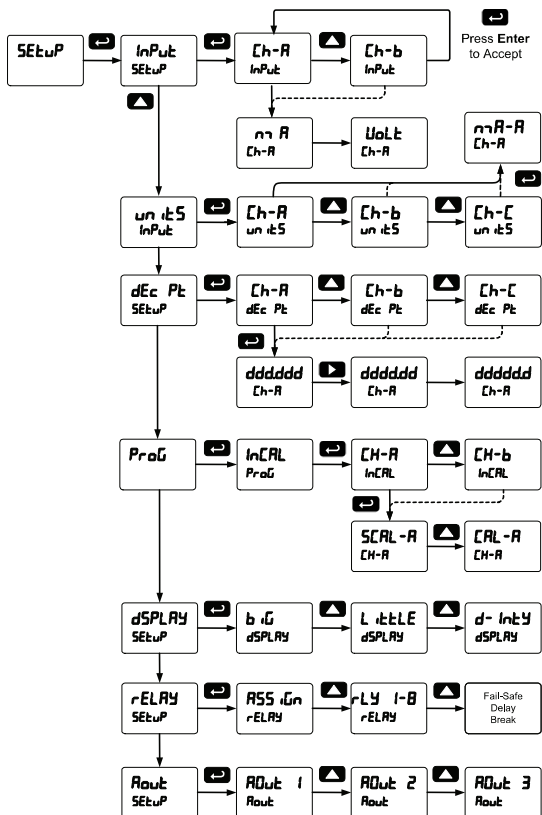 Press Enter
to Accept
SEtuP
InPut
SEtuP
Ch-A
InPut
Ch-b
InPut
mA
Ch-A
VoLt
Ch-A
mA-A
Ch-A
unitS
InPut
Ch-A
unitS
Ch-b
unitS
Ch-C
unitS
dEc Pt
SEtuP
Ch-A
dEc Pt
Ch-b
dEc Pt
Ch-C
dEc Pt
ddd.ddd
Ch-A
dddd.dd
Ch-A
ddddd.d
Ch-A
ProG
InCAL
ProG
CH-A
InCAL
CH-b
InCAL
SCAL-A
CH-A
CAL-A
CH-A
dSPLAY
SEtuP
biG
dSPLAY
LittLE
dSPLAY
d-IntY
dSPLAY
rELAY
SEtuP
ASSiGn
rELAY
rLY 1-8
rELAY
Fail-Safe
Delay
Break
Aout
SEtuP
AOut 1
Aout
AOut 2
Aout
AOut 3
Aout